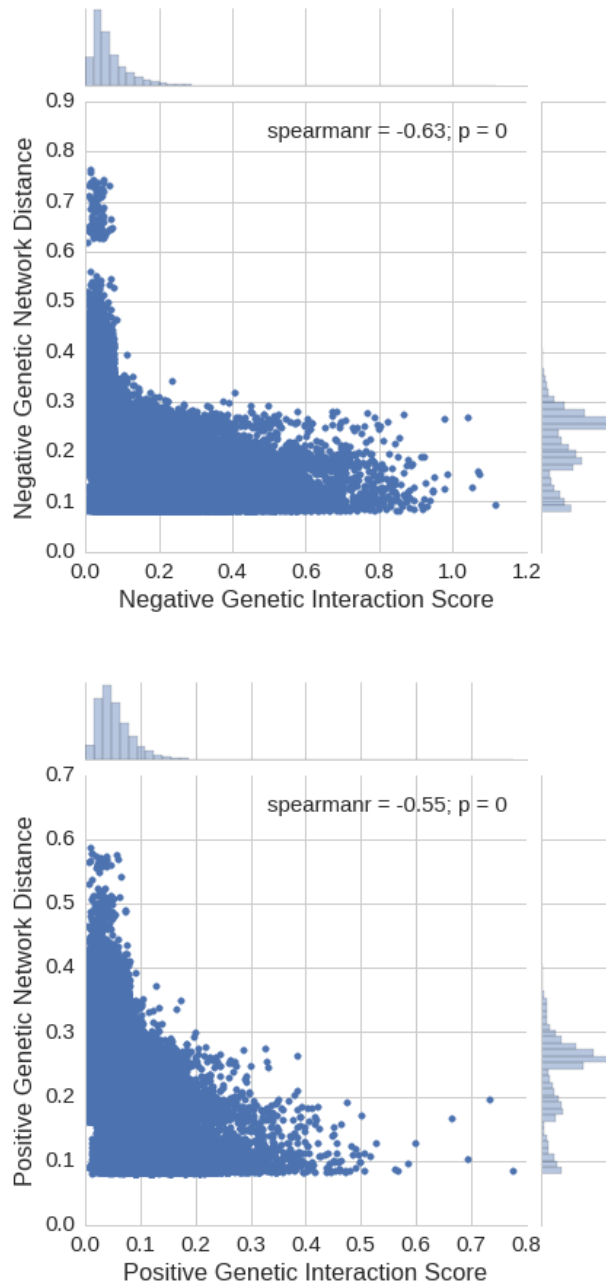 spearmanr = -0.63; p = 0
Negative Genetic Network Distance
0.9
0.8
0.7
0.6
0.5
0.4
0.3
0.2
0.1
0.0
0.0 0.2 0.4 0.6 0.8 1.0 1.2
Negative Genetic Interaction Score
spearmanr = -0.55; p = 0
Positive Genetic Network Distance
0.7
0.6
0.5
0.4
0.3
0.2
0.1
0.0
0.0 0.1 0.2 0.3 0.4 0.5 0.6 0.7 0.8
Positive Genetic Interaction Score